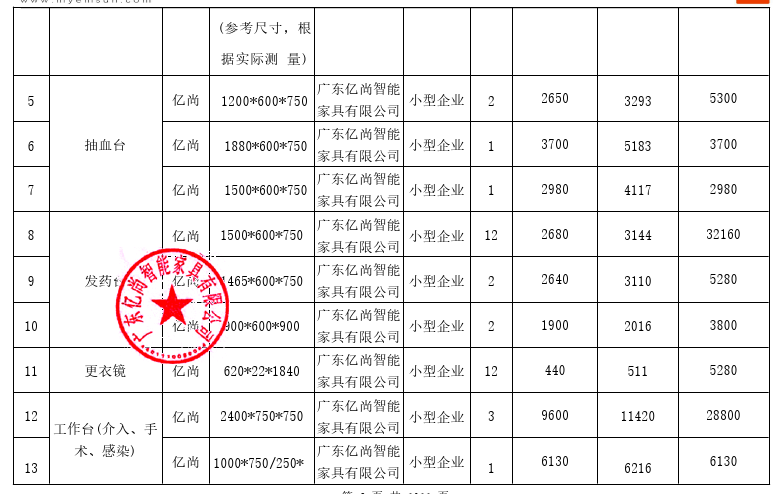 www.myemsun.com
(参考尺寸，根
据实际测 量)
5 亿尚 1200*600*750 广东亿尚智能家具有限公司 小型企业 2 2650 3293 5300
6 抽血台 亿尚 1880*600*750 广东亿尚智能家具有限公司 小型企业 1 3700 5183 3700
7 亿尚 1500*600*750 广东亿尚智能家具有限公司 小型企业 1 2980 4117 2980
8 亿尚 1500*600*750 广东亿尚智能家具有限公司 小型企业 12 2680 3144 32160
9 发药台 亿尚 1465*600*750 广东亿尚智能家具有限公司 小型企业 2 2640 3110 5280
10 亿尚 900*600*900 广东亿尚智能家具有限公司 小型企业 2 1900 2016 3800
11 更衣镜 亿尚 620*22*1840 广东亿尚智能家具有限公司 小型企业 12 440 511 5280
12 工作台(介入、手术、感染) 亿尚 2400*750*750 广东亿尚智能家具有限公司 小型企业 3 9600 11420 28800
13 亿尚 1000*750/250* 广东亿尚智能家具有限公司 小型企业 1 6130 6216 6130
广东亿尚智能家具有限公司